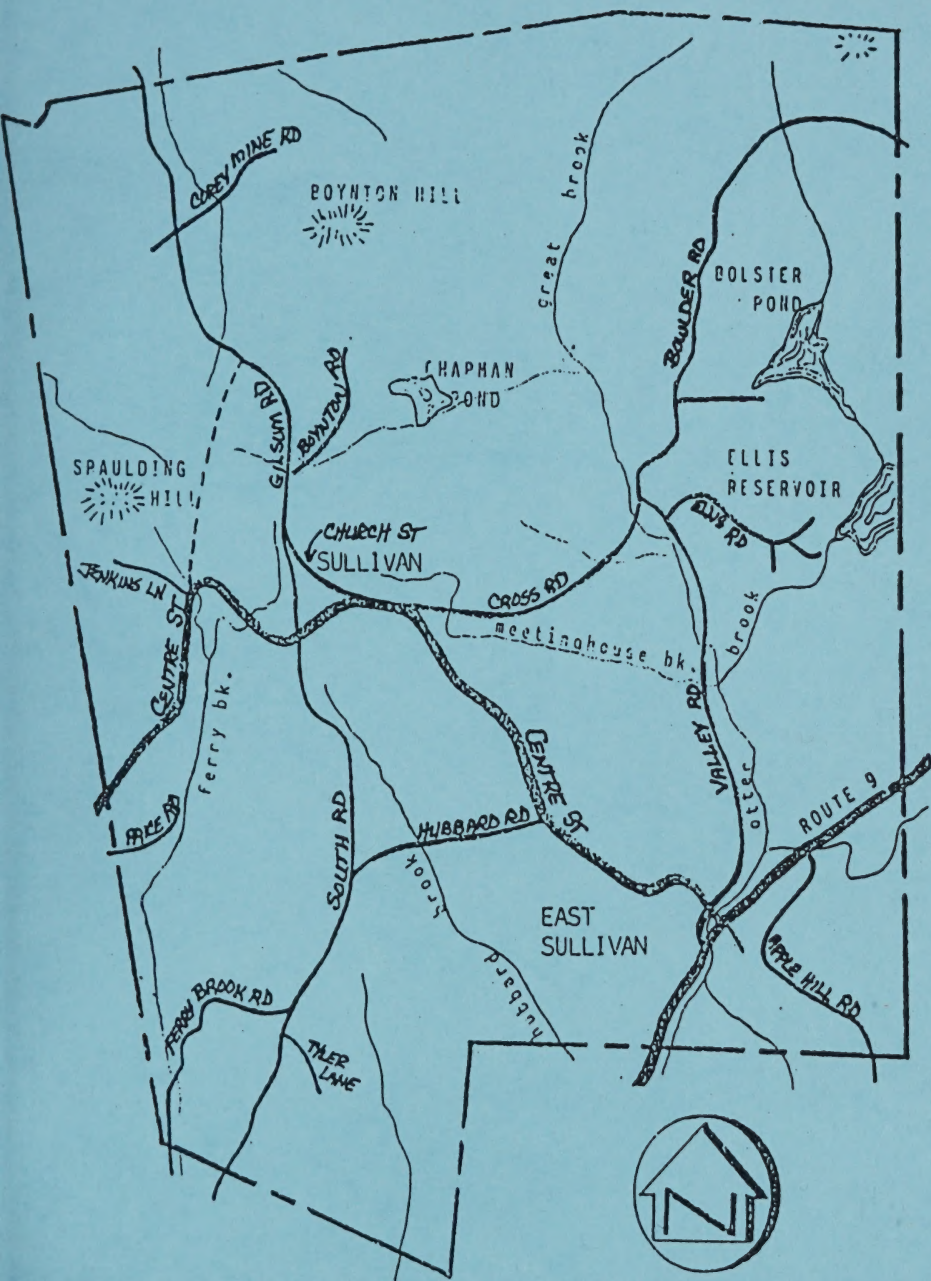 COREY MINE RD
BOYNTON HILL
great brook
BOULDER RD
BOLSTER
POND
GILSUM RD
BOYNTON RD
CHAPMAN
POND
SPAULDING
HILL
ELLIS
RESERVOIR
ELLIS RD
CHURCH ST
SULLIVAN
JENKINS LN
CROSS RD
meetinghouse bk.
brook
CENTRE ST
ferry bk.
VALLEY RD
CENTRE ST
otter
ROUTE 9
PRICE RD
SOUTH RD
HUBBARD RD
brook
EAST
SULLIVAN
hubbard
APPLE HILL RD
FERRY BROOK RD
TYLER
LANE
N